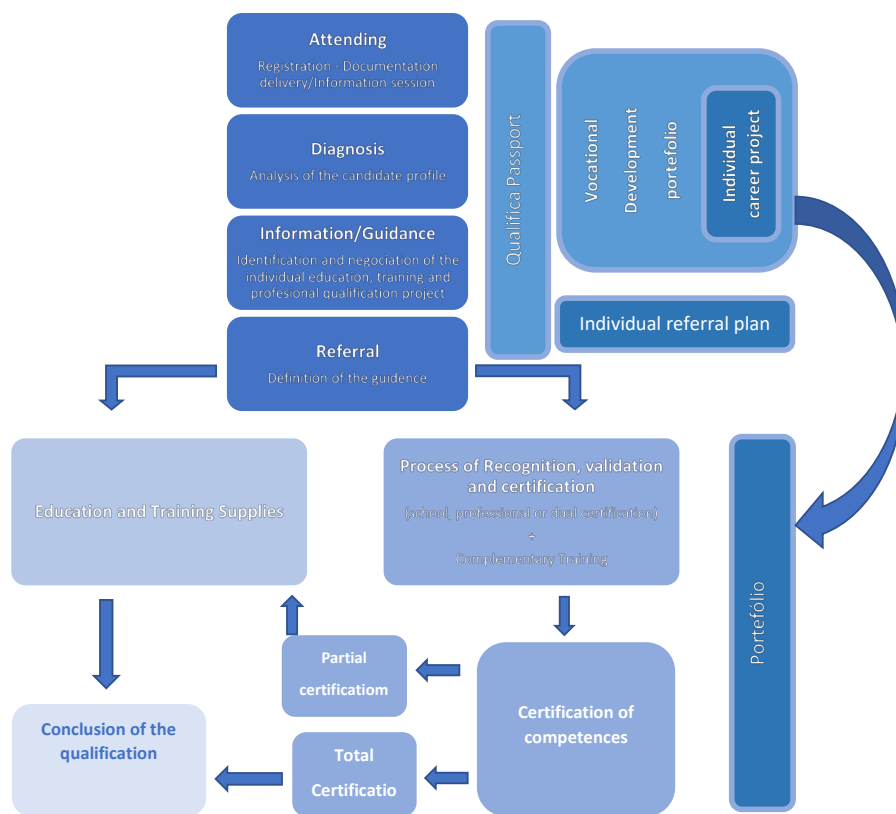 Attending
Registration - Documentation
delivery/Information session
Diagnosis
Analysis of the candidate profile
Information/Guidance
Identification and negociation of the
individual education, training and
profesional qualification project
Referral
Definition of the guidence
Qualifica Passport
Vocational
Development
portefolio
Individual
career project
Individual referral plan
Education and Training Supplies
Process of Recognition, validation
and certification
(school, professional or dual certification)
+
Complementary Training
Portefólio
Partial
certificatiom
Certification of
competences
Conclusion of the
qualification
Total
Certificatio